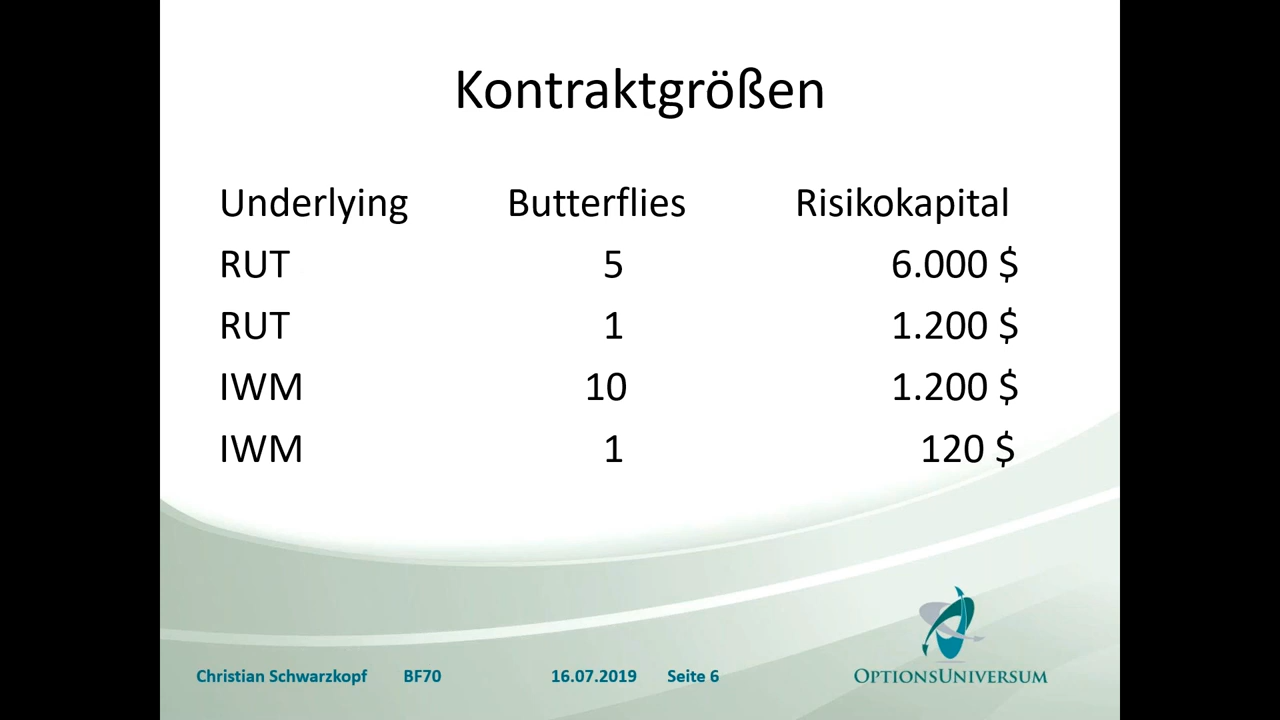 Kontraktgrößen
Underlying Butterflies Risikokapital
RUT 5 6.000 $
RUT 1 1.200 $
IWM 10 1.200 $
IWM 1 120 $
Christian Schwarzkopf BF70 16.07.2019 Seite 6
OPTIONSUNIVERSUM